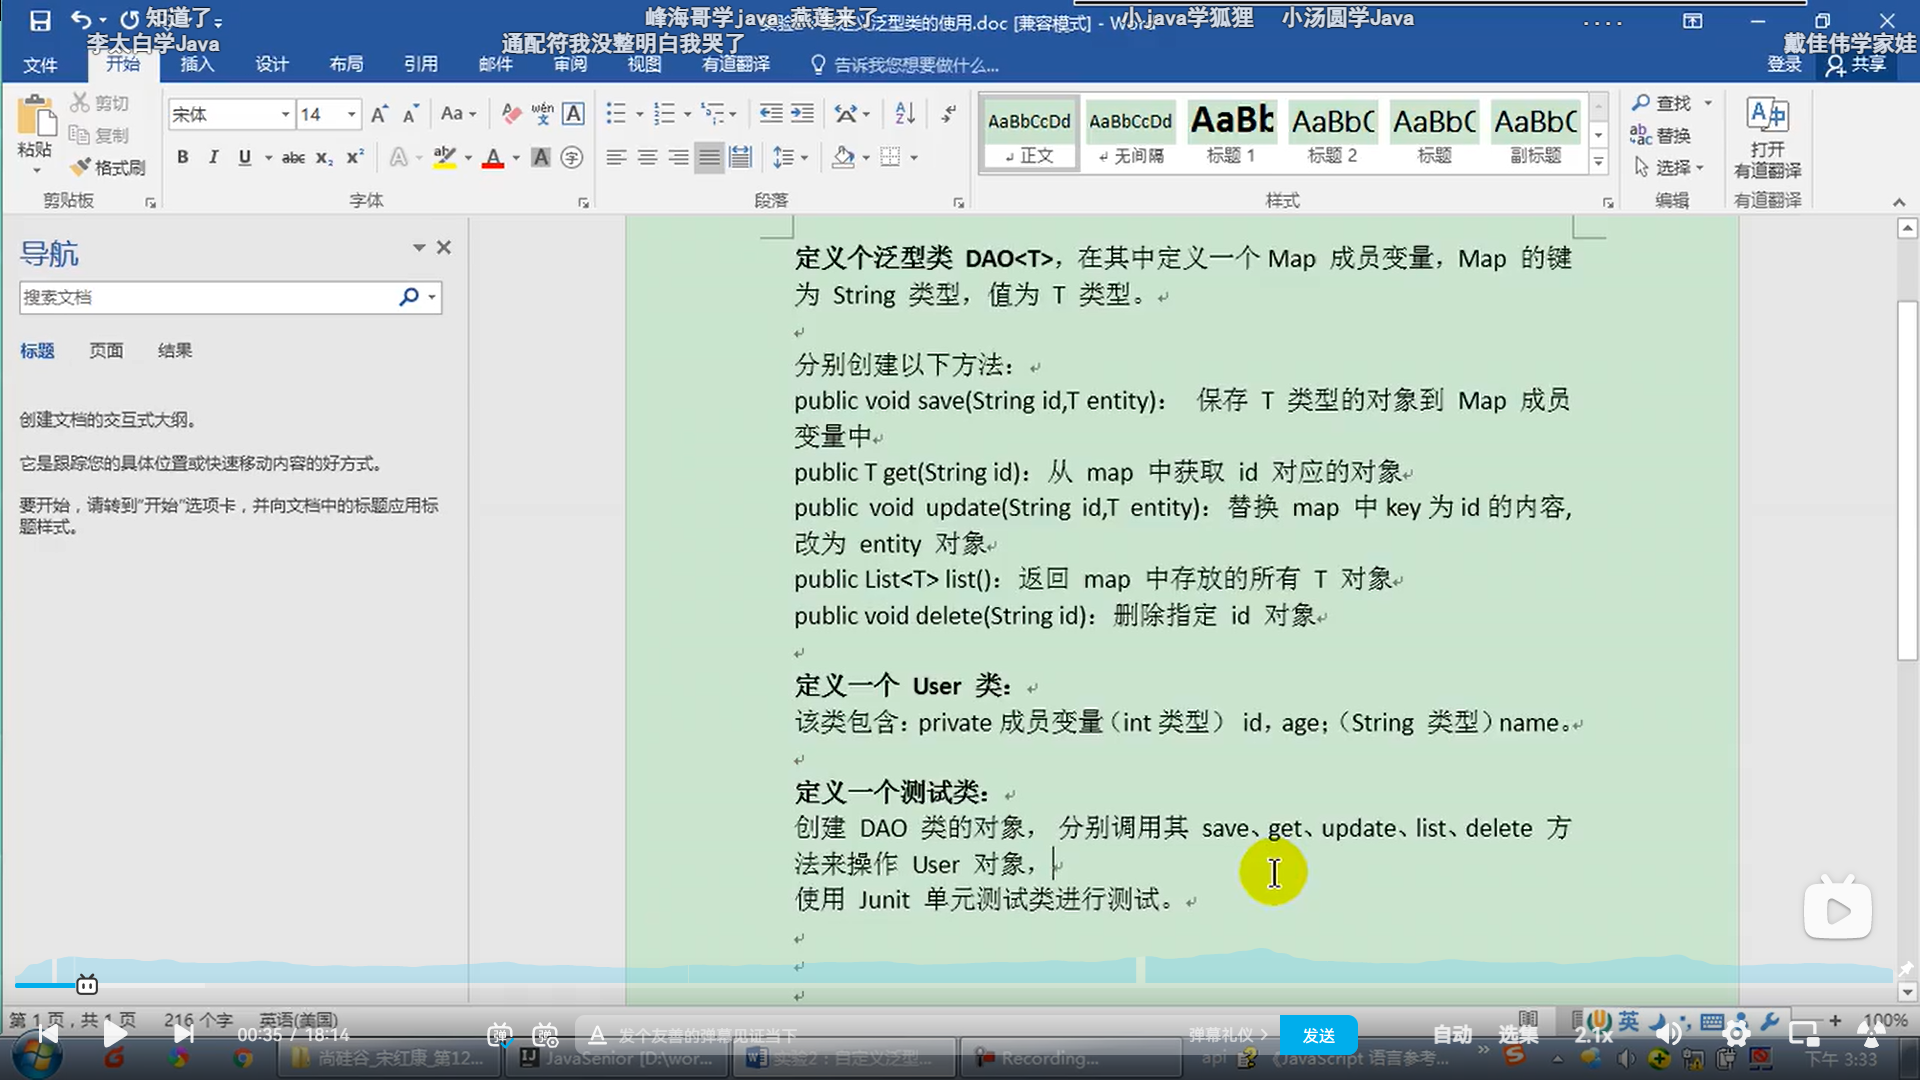 知道了
峰海哥学java
燕莲来了
小java学狐狸
小汤圆学Java
定义泛型类的使用.doc [兼容模式] - Word
李太白学Java
通配符我没整明白我哭了
戴佳伟学家娃
文件 开始 插入 设计 布局 引用 邮件 审阅 视图 有道翻译 告诉我您想要做什么... 登录 共享
粘贴 剪切 复制 格式刷
宋体 14
AaBbCcDd AaBbCcDd AaBb AaBbC AaBbC AaBbC
正文 无间隔 标题 1 标题 2 标题 副标题
查找 替换 选择
打开 有道翻译
剪贴板 字体 段落 样式 编辑 有道翻译
导航
搜索文档
标题 页面 结果
创建文档的交互式大纲。
它是跟踪您的具体位置或快速移动内容的好方式。
要开始，请转到“开始”选项卡，并向文档中的标题应用标
题样式。
定义个泛型类 DAO<T>，在其中定义一个 Map 成员变量，Map 的键
为 String 类型，值为 T 类型。
分别创建以下方法：
public void save(String id,T entity)： 保存 T 类型的对象到 Map 成员
变量中
public T get(String id)：从 map 中获取 id 对应的对象
public void update(String id,T entity)：替换 map 中 key 为 id 的内容,
改为 entity 对象
public List<T> list()：返回 map 中存放的所有 T 对象
public void delete(String id)：删除指定 id 对象
定义一个 User 类：
该类包含：private 成员变量（int 类型） id，age；（String 类型）name。
定义一个测试类：
创建 DAO 类的对象， 分别调用其 save、get、update、list、delete 方
法来操作 User 对象，
使用 Junit 单元测试类进行测试。
第 1 页，共 1 页 216 个字 英语(美国) 英 100%
00:35 / 18:14 发个友善的弹幕见证当下 弹幕礼仪 发送 自动 选集 2.1x
尚硅谷_宋红康_第12... JavaSenior [D:\wor... 实验2：自定义泛型... Recording... api 《JavaScript 语言参考... 下午 3:33